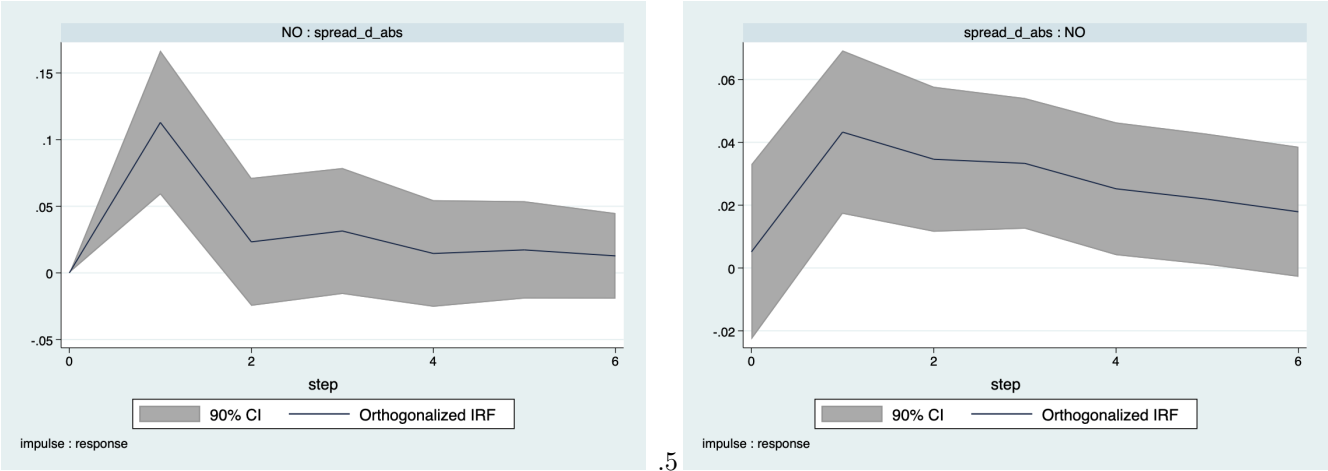 NO : spread_d_abs
.15
.1
.05
0
-.05
0 2 4 6
step
90% CI Orthogonalized IRF
impulse : response
.5
spread_d_abs : NO
.06
.04
.02
0
-.02
0 2 4 6
step
90% CI Orthogonalized IRF
impulse : response